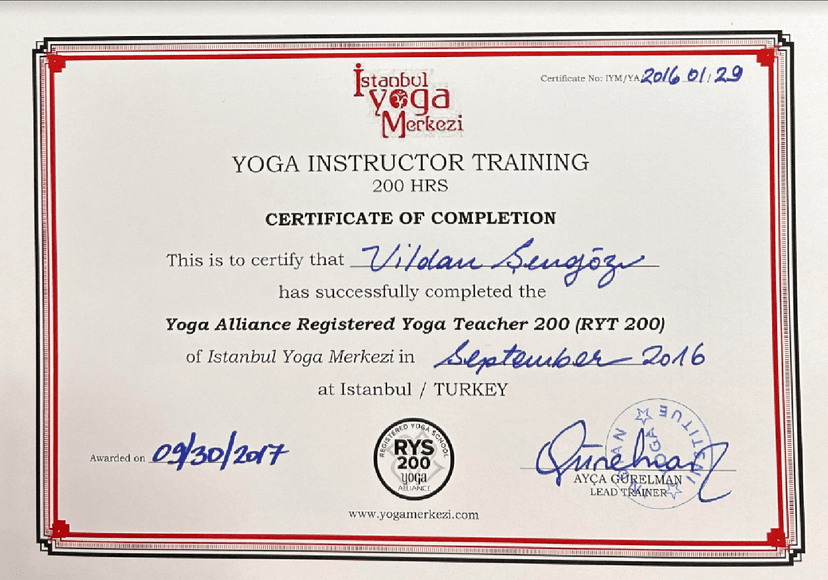 İstanbul
yoga
Merkezi
Certificate No: IYM/YA/2016 01/29
YOGA INSTRUCTOR TRAINING
200 HRS
CERTIFICATE OF COMPLETION
This is to certify that Vildan Şengöz
has successfully completed the
Yoga Alliance Registered Yoga Teacher 200 (RYT 200)
of Istanbul Yoga Merkezi in September 2016
at Istanbul / TURKEY
Awarded on 09/30/2017
REGISTERED YOGA SCHOOL
RYS
200
yoga
ALLIANCE
YOGA
Gürelman
AYÇA GÜRELMAN
LEAD TRAINER
www.yogamerkezi.com